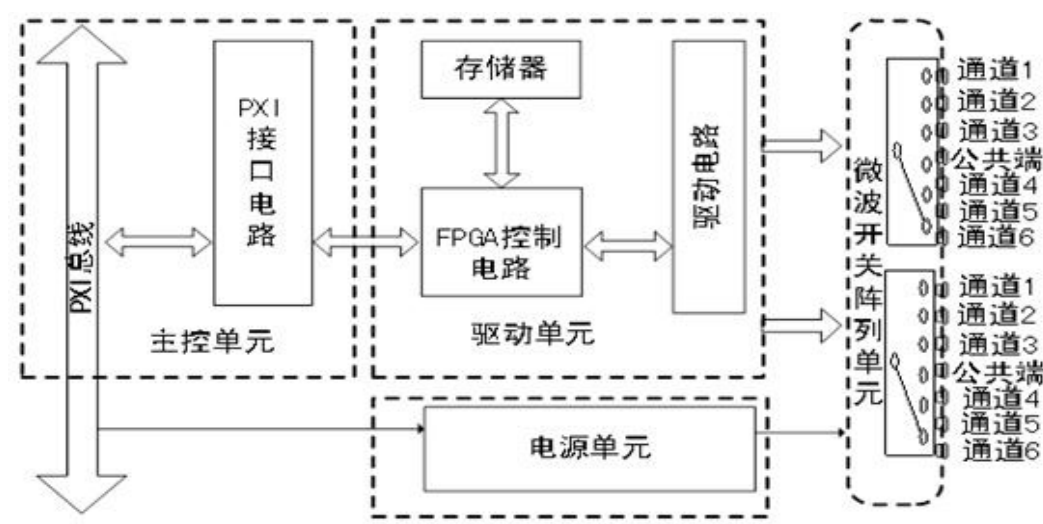 PXI总线
PXI
接
口
电
路
主控单元
存储器
FPGA控制
电路
驱动电路
驱动单元
电源单元
微波开关阵列单元
通道1
通道2
通道3
公共端
通道4
通道5
通道6
通道1
通道2
通道3
公共端
通道4
通道5
通道6